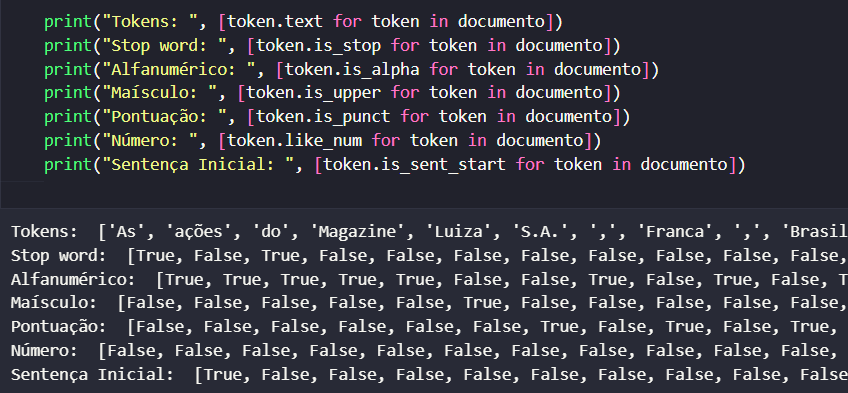 print("Tokens: ", [token.text for token in documento])
print("Stop word: ", [token.is_stop for token in documento])
print("Alfanumérico: ", [token.is_alpha for token in documento])
print("Maísculo: ", [token.is_upper for token in documento])
print("Pontuação: ", [token.is_punct for token in documento])
print("Número: ", [token.like_num for token in documento])
print("Sentença Inicial: ", [token.is_sent_start for token in documento])
Tokens:  ['As', 'ações', 'do', 'Magazine', 'Luiza', 'S.A.', ',', 'Franca', ',', 'Brasil
Stop word:  [True, False, True, False, False, False, False, False, False, False, False,
Alfanumérico:  [True, True, True, True, True, False, False, True, False, True, False, T
Maísculo:  [False, False, False, False, False, True, False, False, False, False, False,
Pontuação:  [False, False, False, False, False, False, True, False, True, False, True,
Número:  [False, False, False, False, False, False, False, False, False, False, False,
Sentença Inicial:  [True, False, False, False, False, False, False, False, False, False